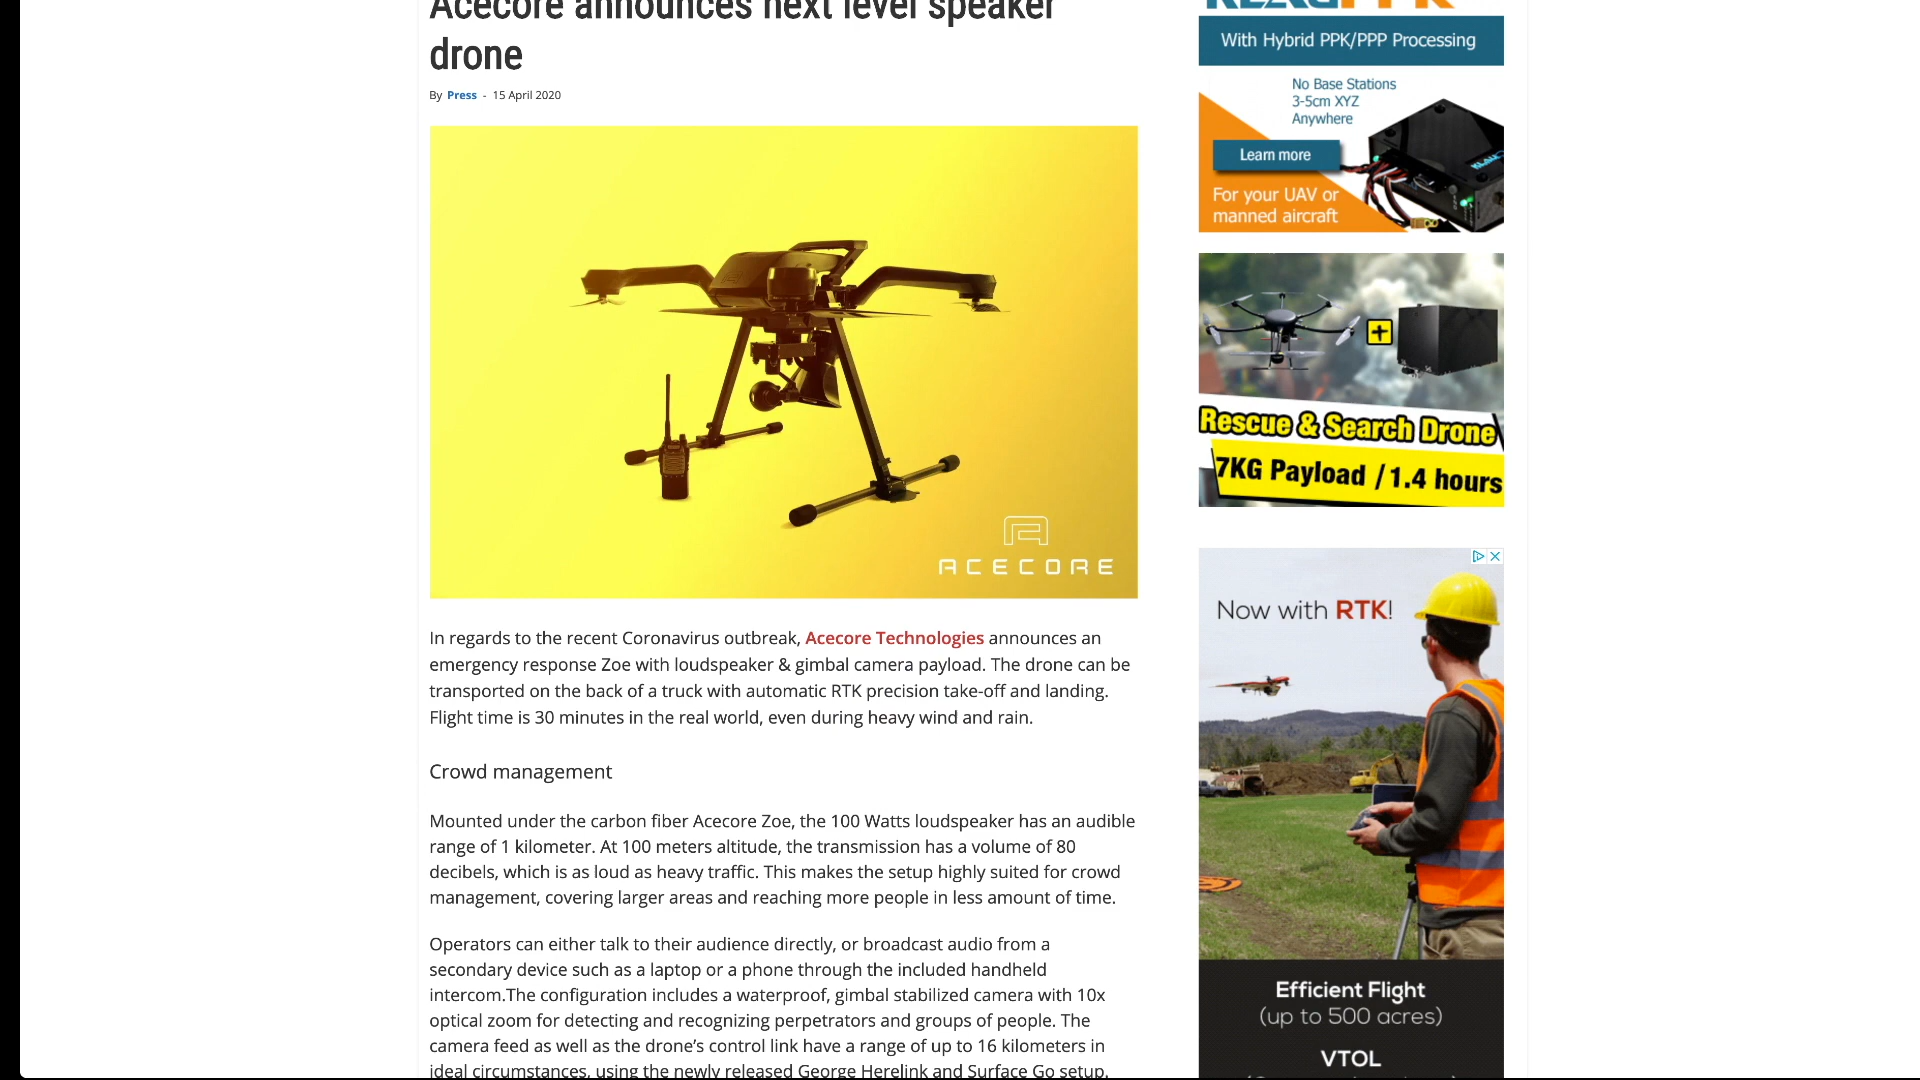 Acecore announces next level speaker
drone
By Press - 15 April 2020
ACECORE
In regards to the recent Coronavirus outbreak, Acecore Technologies announces an
emergency response Zoe with loudspeaker & gimbal camera payload. The drone can be
transported on the back of a truck with automatic RTK precision take-off and landing.
Flight time is 30 minutes in the real world, even during heavy wind and rain.
Crowd management
Mounted under the carbon fiber Acecore Zoe, the 100 Watts loudspeaker has an audible
range of 1 kilometer. At 100 meters altitude, the transmission has a volume of 80
decibels, which is as loud as heavy traffic. This makes the setup highly suited for crowd
management, covering larger areas and reaching more people in less amount of time.
Operators can either talk to their audience directly, or broadcast audio from a
secondary device such as a laptop or a phone through the included handheld
intercom.The configuration includes a waterproof, gimbal stabilized camera with 10x
optical zoom for detecting and recognizing perpetrators and groups of people. The
camera feed as well as the drone’s control link have a range of up to 16 kilometers in
ideal circumstances, using the newly released George Herelink and Surface Go setup.
With Hybrid PPK/PPP Processing
No Base Stations
3-5cm XYZ
Anywhere
Learn more
For your UAV or
manned aircraft
Rescue & Search Drone
7KG Payload / 1.4 hours
Now with RTK!
Efficient Flight
(up to 500 acres)
VTOL